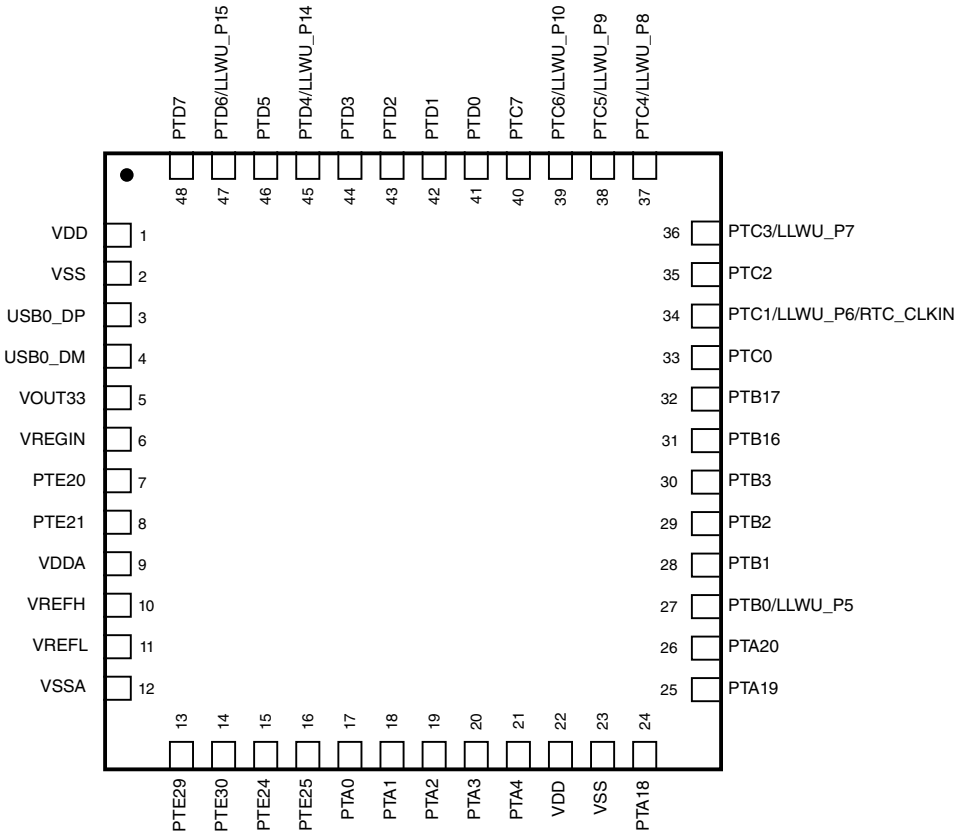 PTD7
PTD6/LLWU_P15
PTD5
PTD4/LLWU_P14
PTD3
PTD2
PTD1
PTD0
PTC7
PTC6/LLWU_P10
PTC5/LLWU_P9
PTC4/LLWU_P8
48
47
46
45
44
43
42
41
40
39
38
37
VDD 1
VSS 2
USB0_DP 3
USB0_DM 4
VOUT33 5
VREGIN 6
PTE20 7
PTE21 8
VDDA 9
VREFH 10
VREFL 11
VSSA 12
36 PTC3/LLWU_P7
35 PTC2
34 PTC1/LLWU_P6/RTC_CLKIN
33 PTC0
32 PTB17
31 PTB16
30 PTB3
29 PTB2
28 PTB1
27 PTB0/LLWU_P5
26 PTA20
25 PTA19
13
14
15
16
17
18
19
20
21
22
23
24
PTE29
PTE30
PTE24
PTE25
PTA0
PTA1
PTA2
PTA3
PTA4
VDD
VSS
PTA18